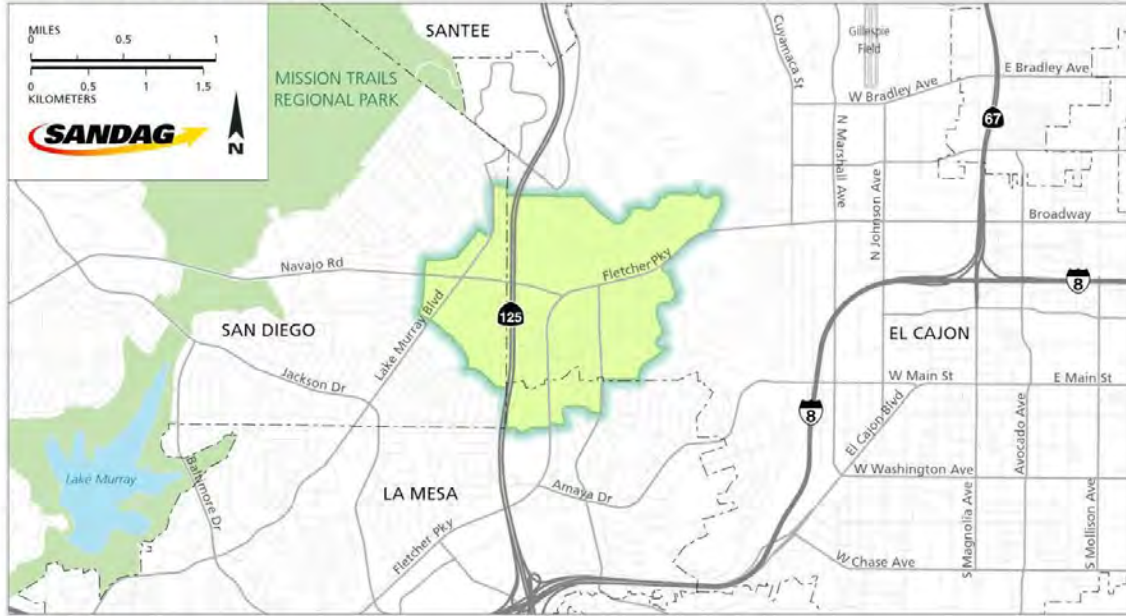 MILES
0 0.5 1
0 0.5 1 1.5
KILOMETERS
SANDAG
N
SANTEE
MISSION TRAILS
REGIONAL PARK
Cuyamaca St
Gillespie
Field
E Bradley Ave
W Bradley Ave
67
N Marshall Ave
N Johnson Ave
Broadway
Navajo Rd
Fletcher Pky
8
125
SAN DIEGO
Lake Murray Blvd
EL CAJON
Jackson Dr
W Main St
E Main St
8
El Cajon Blvd
Avocado Ave
Lake Murray
Baltimore Dr
W Washington Ave
LA MESA
Amaya Dr
Fletcher Pky
S Magnolia Ave
S Mollison Ave
W Chase Ave